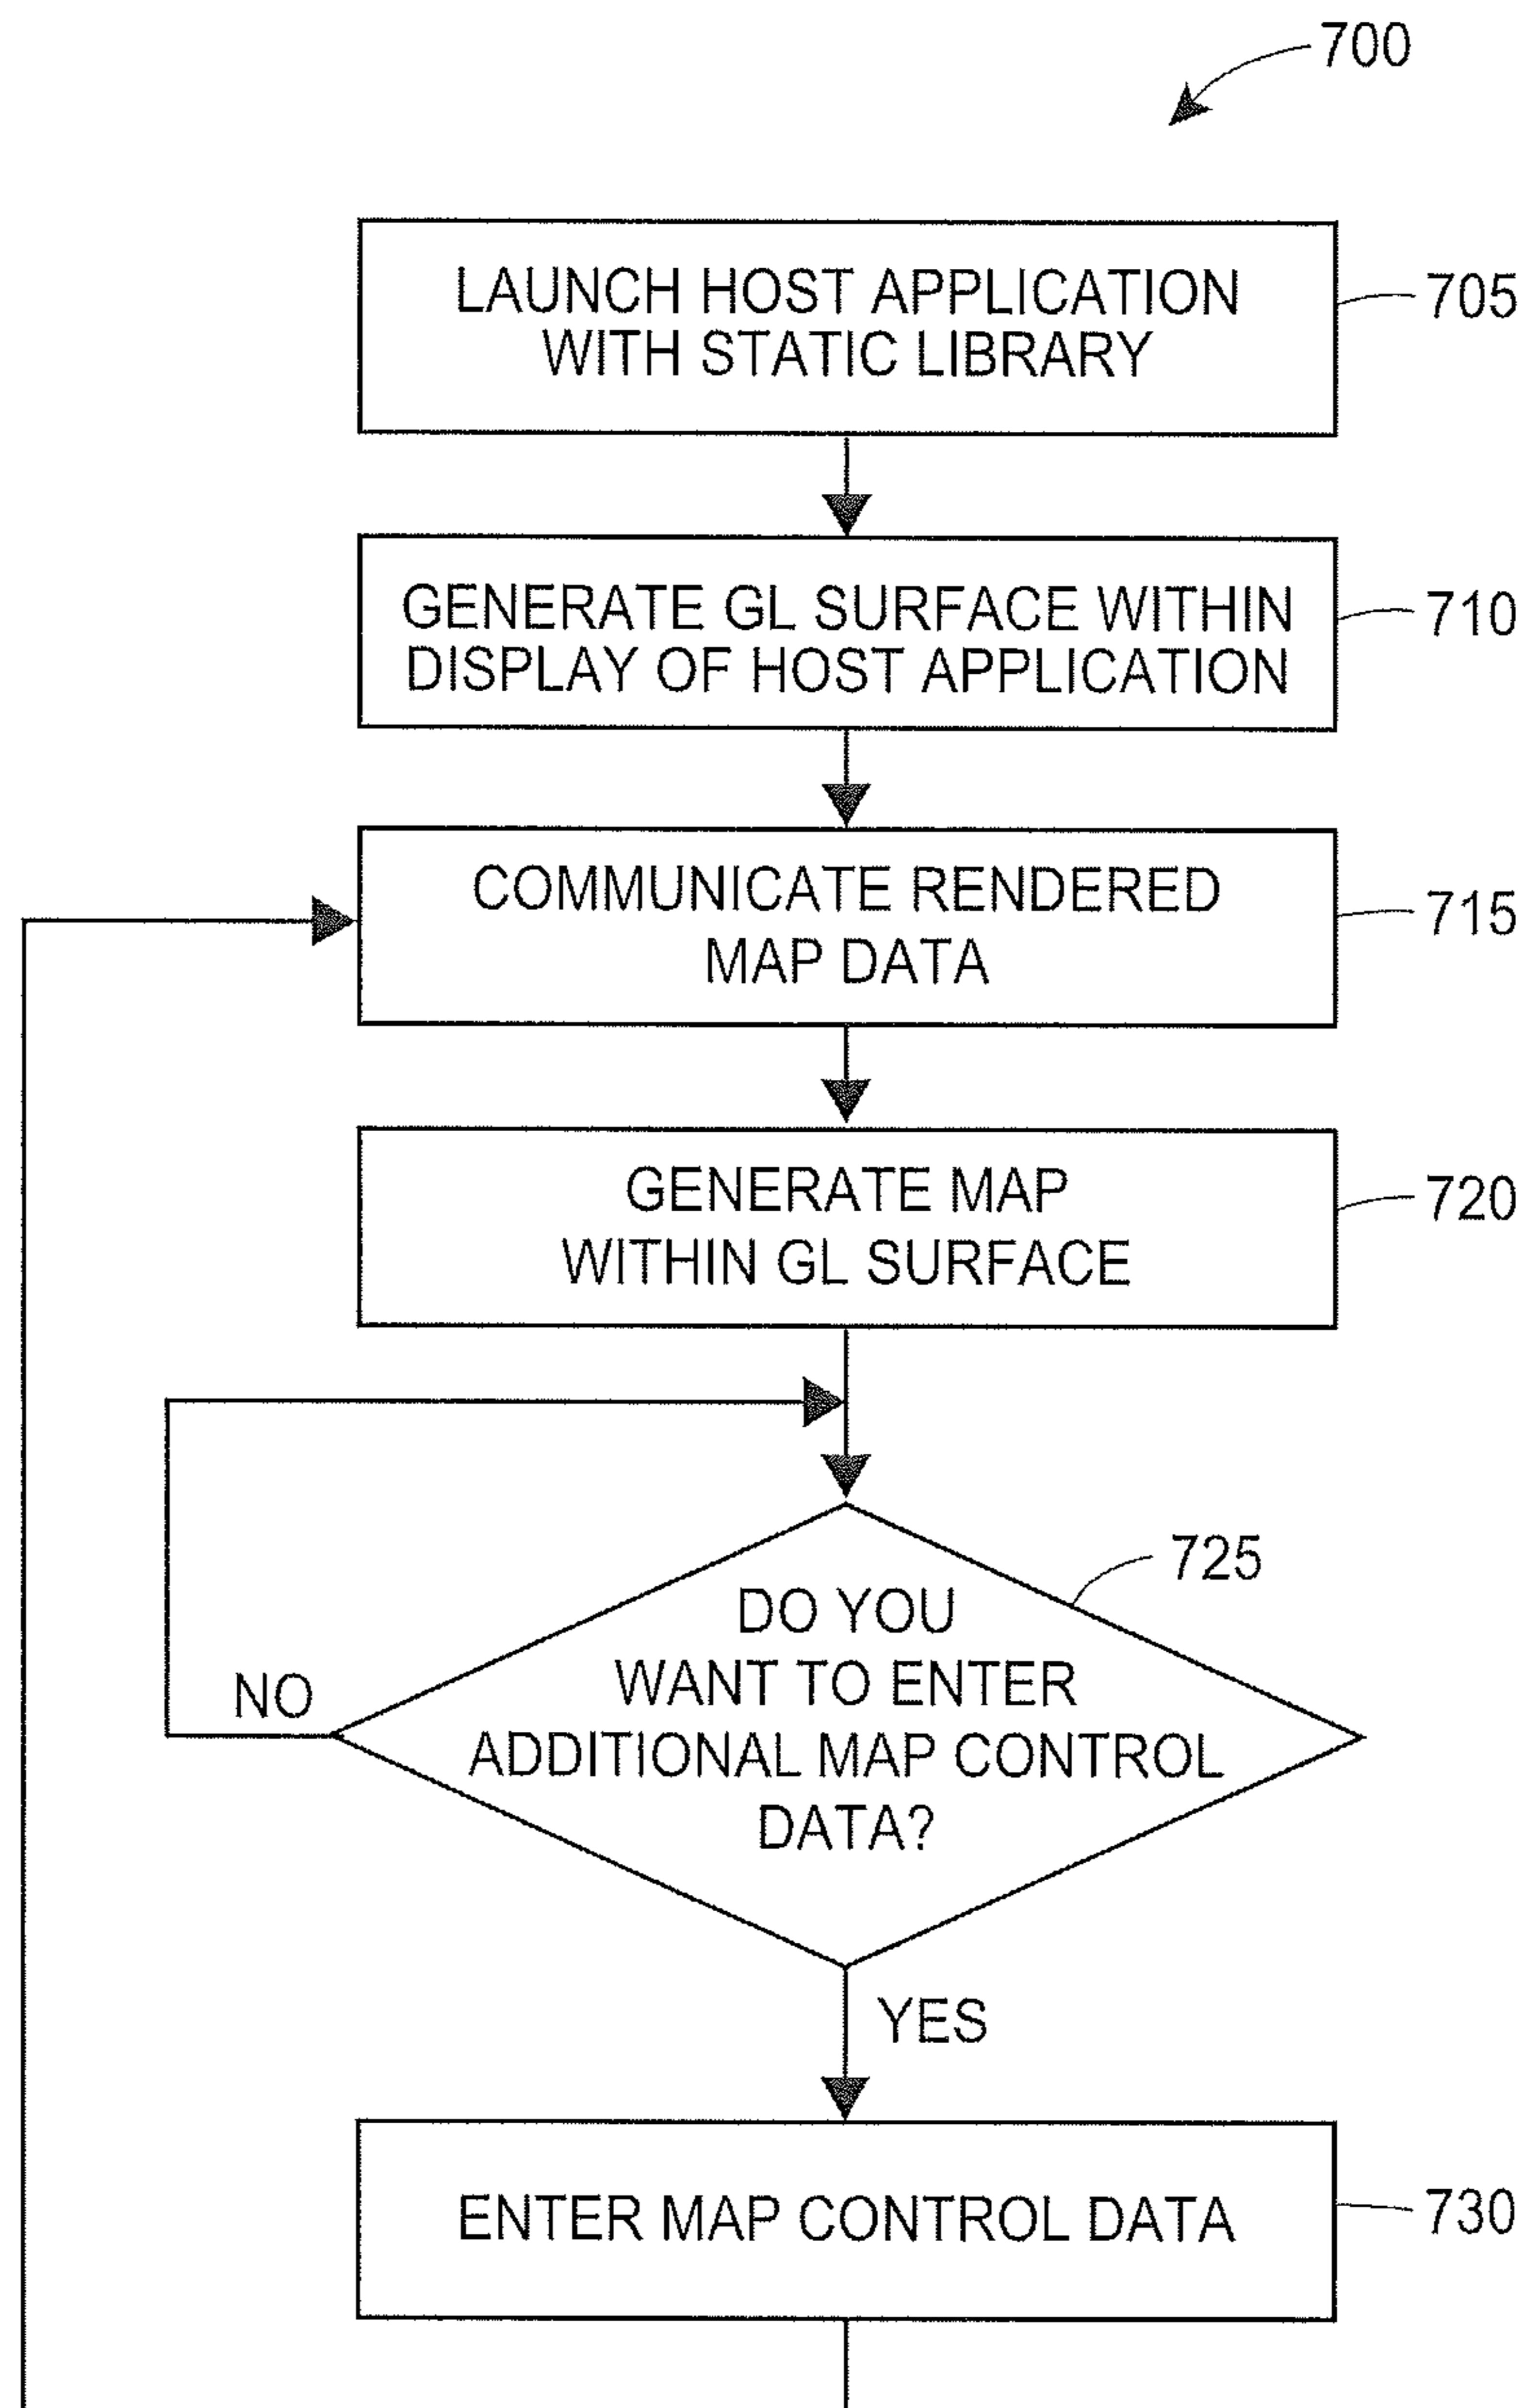 700
LAUNCH HOST APPLICATION
WITH STATIC LIBRARY
705
GENERATE GL SURFACE WITHIN
DISPLAY OF HOST APPLICATION
710
COMMUNICATE RENDERED
MAP DATA
715
GENERATE MAP
WITHIN GL SURFACE
720
725
DO YOU
WANT TO ENTER
ADDITIONAL MAP CONTROL
DATA?
NO
YES
ENTER MAP CONTROL DATA
730